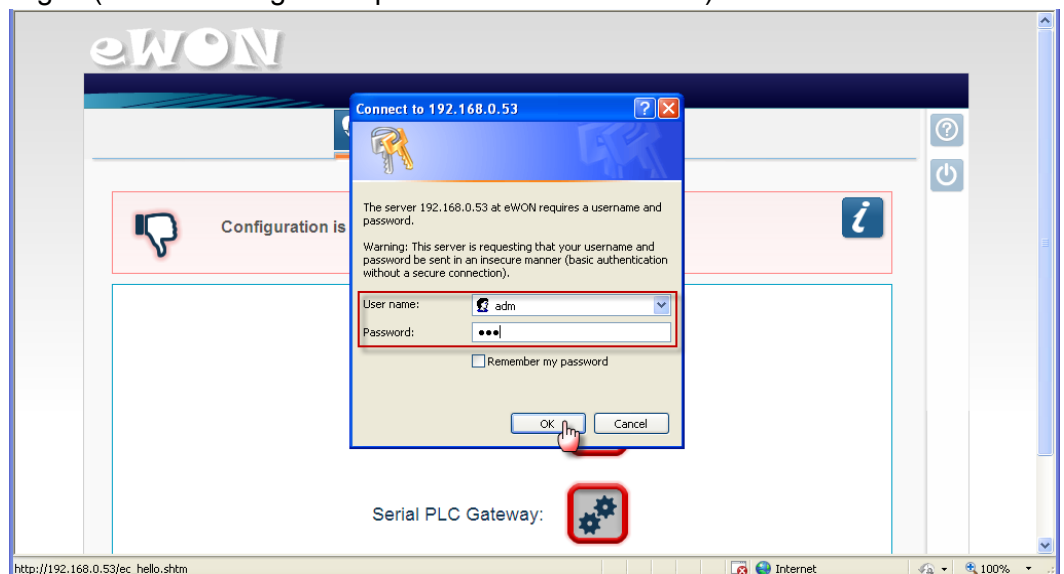 eWON
Connect to 192.168.0.53
Configuration is
The server 192.168.0.53 at eWON requires a username and
password.
Warning: This server is requesting that your username and
password be sent in an insecure manner (basic authentication
without a secure connection).
User name:
adm
Password:
•••
Remember my password
OK
Cancel
Serial PLC Gateway:
http://192.168.0.53/ec_hello.shtm
Internet
100%